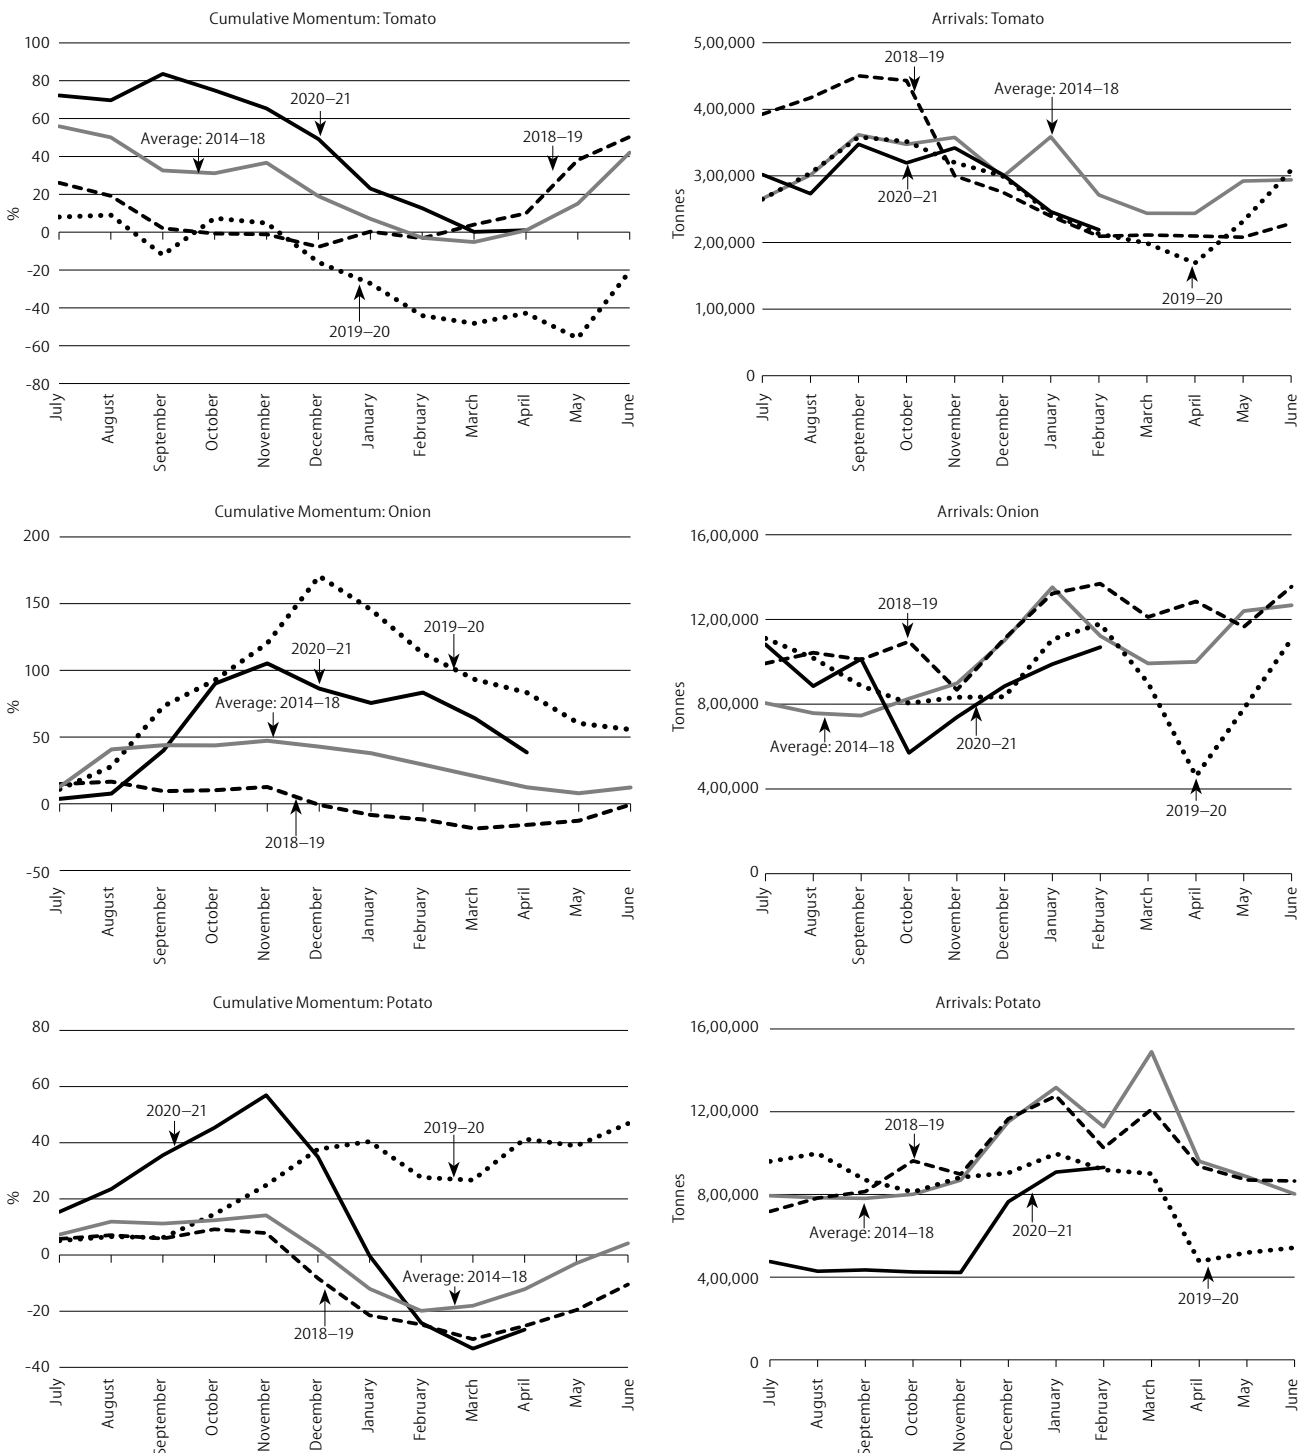 Cumulative Momentum: Tomato
100
80
60
40
20
0
-20
-40
-60
-80
%
2020–21
Average: 2014–18
2018–19
2019–20
July
August
September
October
November
December
January
February
March
April
May
June
Arrivals: Tomato
5,00,000
4,00,000
3,00,000
2,00,000
1,00,000
0
Tonnes
2018–19
Average: 2014–18
2020–21
2019–20
July
August
September
October
November
December
January
February
March
April
May
June
Cumulative Momentum: Onion
200
150
100
50
0
-50
%
2019–20
2020–21
Average: 2014–18
2018–19
July
August
September
October
November
December
January
February
March
April
May
June
Arrivals: Onion
16,00,000
12,00,000
8,00,000
4,00,000
0
Tonnes
2018–19
Average: 2014–18
2020–21
2019–20
July
August
September
October
November
December
January
February
March
April
May
June
Cumulative Momentum: Potato
80
60
40
20
0
-20
-40
%
2020–21
2019–20
Average: 2014–18
2018–19
July
August
September
October
November
December
January
February
March
April
May
June
Arrivals: Potato
16,00,000
12,00,000
8,00,000
4,00,000
0
Tonnes
2018–19
Average: 2014–18
2020–21
2019–20
July
August
September
October
November
December
January
February
March
April
May
June